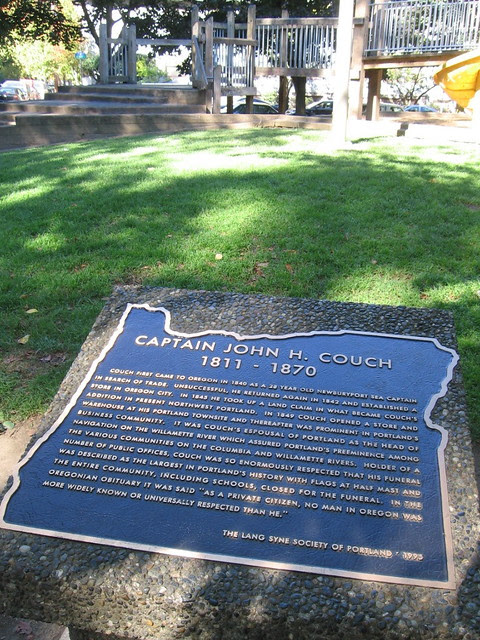 CAPTAIN JOHN H. COUCH
1811 - 1870
COUCH FIRST CAME TO OREGON IN 1840 AS A 28 YEAR OLD NEWBURYPORT SEA CAPTAIN
IN SEARCH OF TRADE. UNSUCCESSFUL, HE RETURNED AGAIN IN 1842 AND ESTABLISHED A
STORE IN OREGON CITY. IN 1845 HE TOOK UP A LAND CLAIM IN WHAT BECAME COUCH'S
ADDITION IN PRESENT NORTHWEST PORTLAND. IN 1849 COUCH OPENED A STORE AND
WAREHOUSE AT HIS PORTLAND TOWNSITE AND THEREAFTER WAS PROMINENT IN PORTLAND'S
BUSINESS COMMUNITY. IT WAS COUCH'S ESPOUSAL OF PORTLAND AS THE HEAD OF
NAVIGATION ON THE WILLAMETTE RIVER WHICH ASSURED PORTLAND'S PREEMINENCE AMONG
THE VARIOUS COMMUNITIES ON THE COLUMBIA AND WILLAMETTE RIVERS. HOLDER OF A
NUMBER OF PUBLIC OFFICES, COUCH WAS SO ENORMOUSLY RESPECTED THAT HIS FUNERAL
WAS DESCRIBED AS THE LARGEST IN PORTLAND'S HISTORY WITH FLAGS AT HALF MAST AND
THE ENTIRE COMMUNITY, INCLUDING SCHOOLS, CLOSED FOR THE FUNERAL. IN THE
OREGONIAN OBITUARY IT WAS SAID "AS A PRIVATE CITIZEN, NO MAN IN OREGON WAS
MORE WIDELY KNOWN OR UNIVERSALLY RESPECTED THAN HE."
THE LANG SYNE SOCIETY OF PORTLAND - 1995